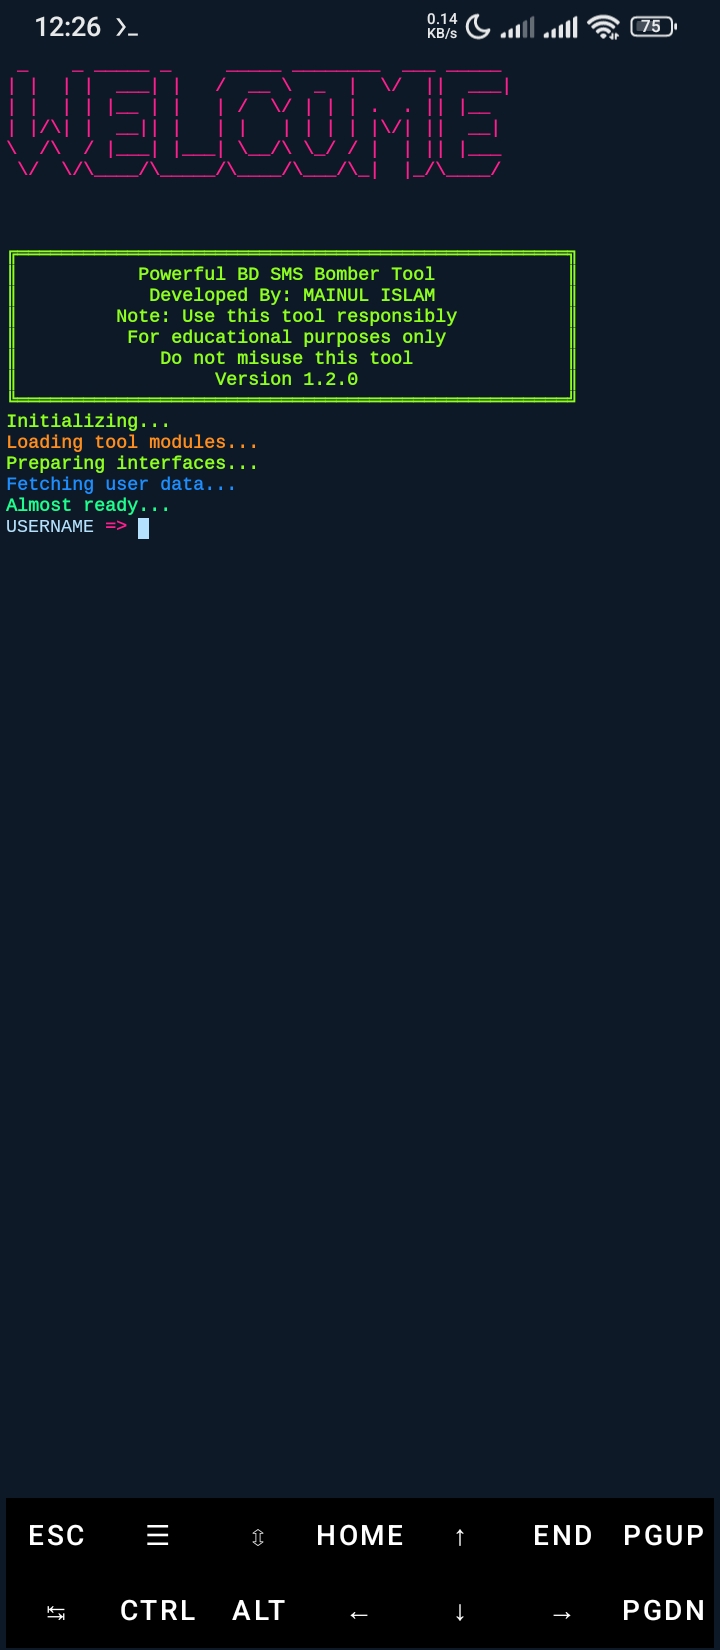 12:26
0.14
KB/s
75
WELCOME
Powerful BD SMS Bomber Tool
Developed By: MAINUL ISLAM
Note: Use this tool responsibly
For educational purposes only
Do not misuse this tool
Version 1.2.0
Initializing...
Loading tool modules...
Preparing interfaces...
Fetching user data...
Almost ready...
USERNAME =>
ESC ☰ ⇳ HOME ↑ END PGUP
↹ CTRL ALT ← ↓ → PGDN